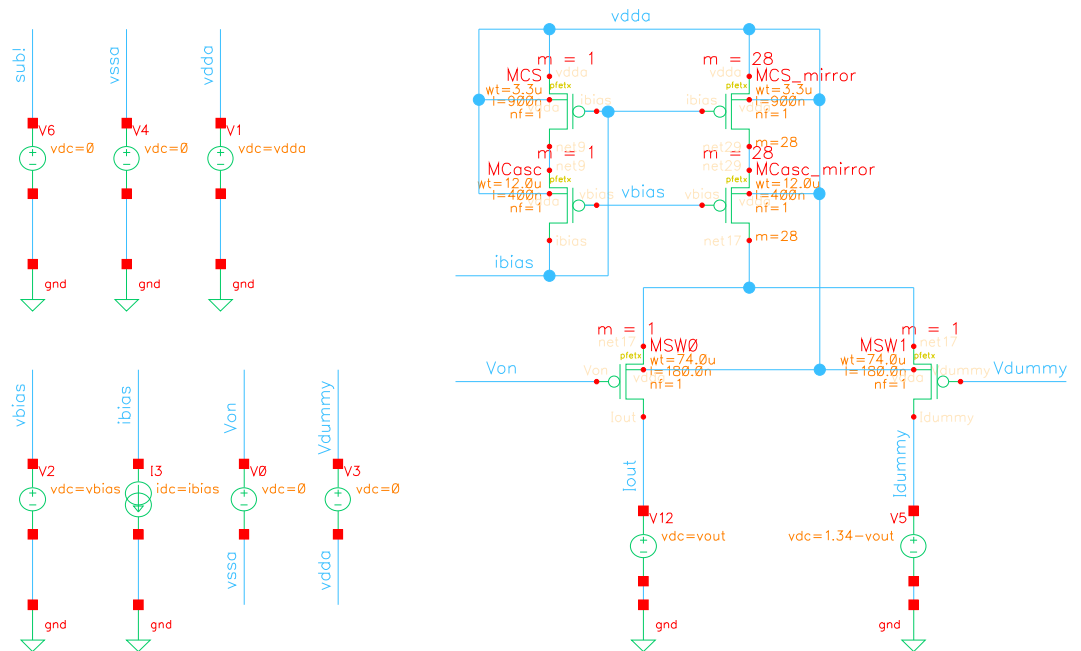 sub!
V6
vdc=0
gnd
vssa
V4
vdc=0
gnd
vdda
V1
vdc=vdda
gnd
vbias
V2
vdc=vbias
gnd
ibias
I3
idc=ibias
gnd
Von
V0
vdc=0
vssa
Vdummy
V3
vdc=0
vdda
vdda
m = 1
vdda
MCS
pfetx
wt=3.3u
l=900n
nf=1
ibias
net9
m = 28
vdda
MCS_mirror
pfetx
wt=3.3u
l=900n
nf=1
ibias
m=28
net29
m = 1
net9
MCasc
pfetx
wt=12.0u
l=400n
nf=1
vbias
vdda
ibias
vbias
m = 28
net29
MCasc_mirror
pfetx
wt=12.0u
l=400n
nf=1
vbias
m=28
net17
ibias
m = 1
net17
MSW0
pfetx
wt=74.0u
l=180.0n
nf=1
Von
Von
Iout
Iout
V12
vdc=vout
gnd
m = 1
net17
MSW1
pfetx
wt=74.0u
l=180.0n
nf=1
Vdummy
Vdummy
Idummy
Idummy
V5
vdc=1.34-vout
gnd